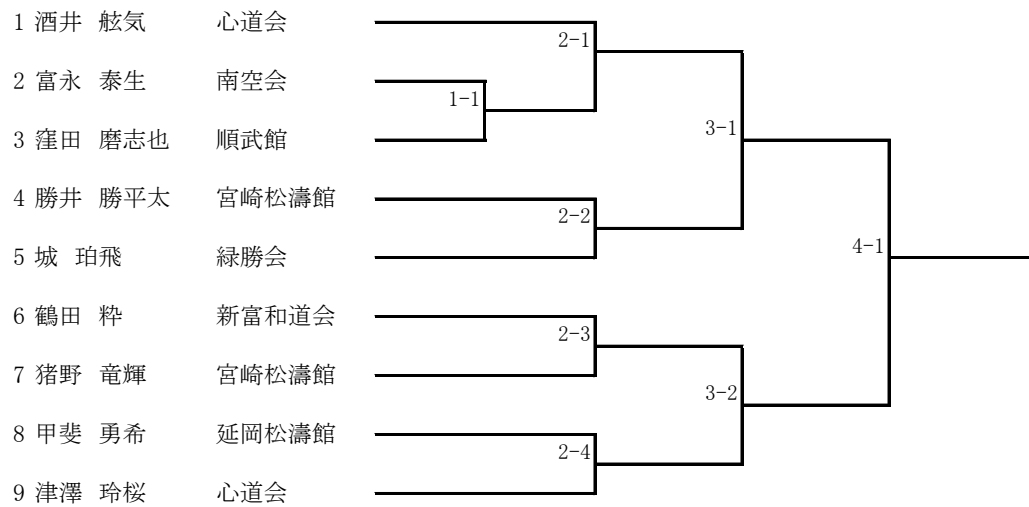 1 酒井 舷気 心道会
2-1
2 富永 泰生 南空会
1-1
3-1
3 窪田 磨志也 順武館
4 勝井 勝平太 宮崎松濤館
2-2
4-1
5 城 珀飛 緑勝会
6 鶴田 粋 新富和道会
2-3
7 猪野 竜輝 宮崎松濤館
3-2
8 甲斐 勇希 延岡松濤館
2-4
9 津澤 玲桜 心道会